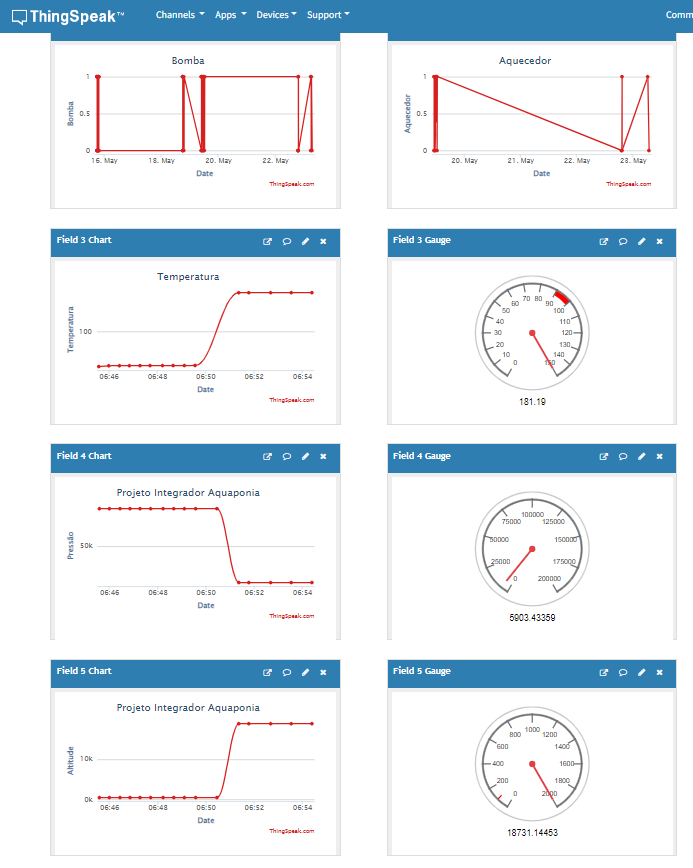 ThingSpeak™ Channels Apps Devices Support Comm
Bomba
Bomba
1
0.5
0
16. May 18. May 20. May 22. May
Date
ThingSpeak.com
Aquecedor
Aquecedor
1
0.5
0
20. May 21. May 22. May 23. May
Date
ThingSpeak.com
Field 3 Chart
Temperatura
Temperatura
100
06:46 06:48 06:50 06:52 06:54
Date
ThingSpeak.com
Field 3 Gauge
0 10 20 30 40 50 60 70 80 90 100 110 120 130 140 150
181.19
Field 4 Chart
Projeto Integrador Aquaponia
Pressão
50k
06:46 06:48 06:50 06:52 06:54
Date
ThingSpeak.com
Field 4 Gauge
0 25000 50000 75000 100000 125000 150000 175000 200000
5903.43359
Field 5 Chart
Projeto Integrador Aquaponia
Altitude
10k
0k
06:46 06:48 06:50 06:52 06:54
Date
ThingSpeak.com
Field 5 Gauge
0 200 400 600 800 1000 1200 1400 1600 1800 2000
18731.14453